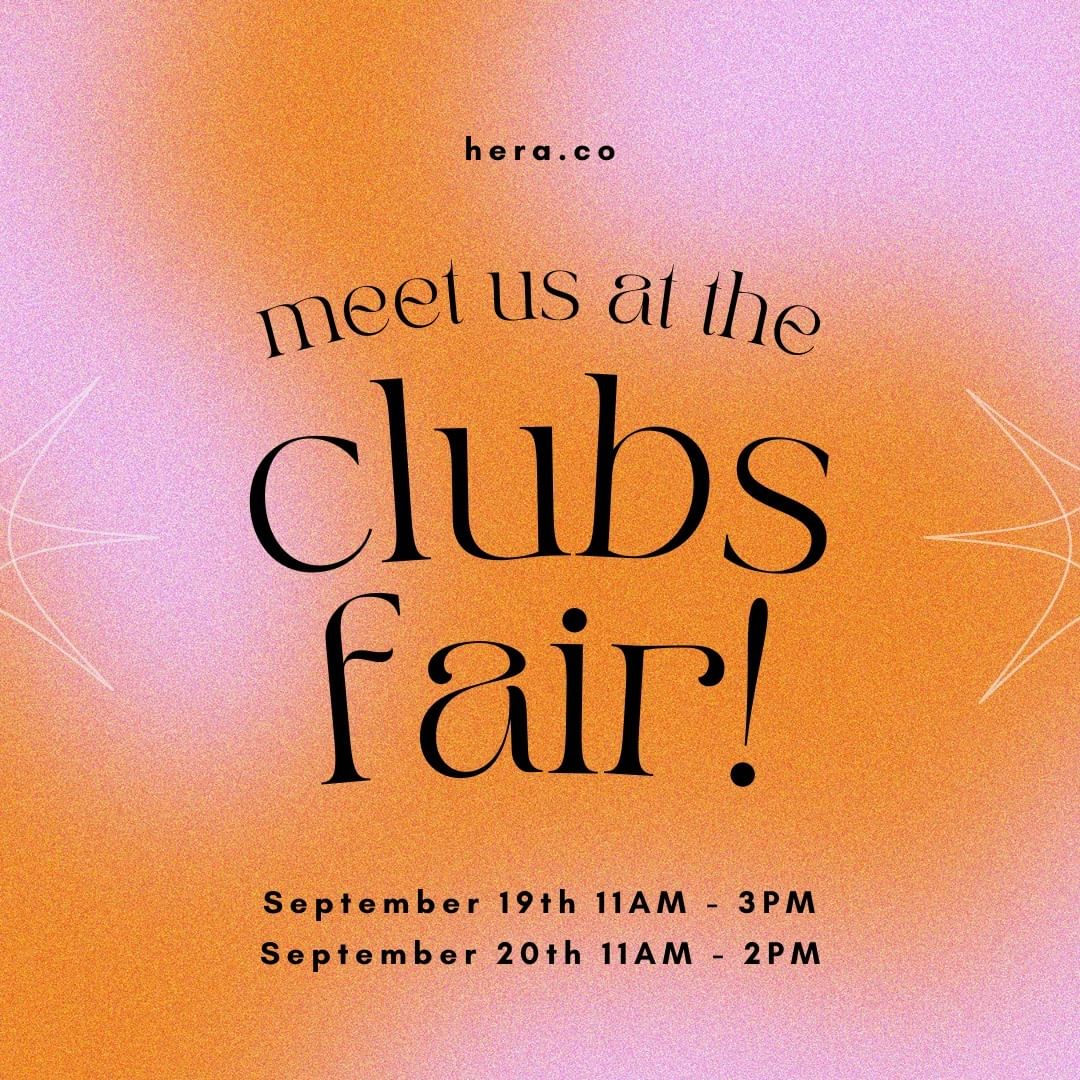 hera.co
meet us at the
clubs
fair!
September 19th 11AM - 3PM
September 20th 11AM - 2PM